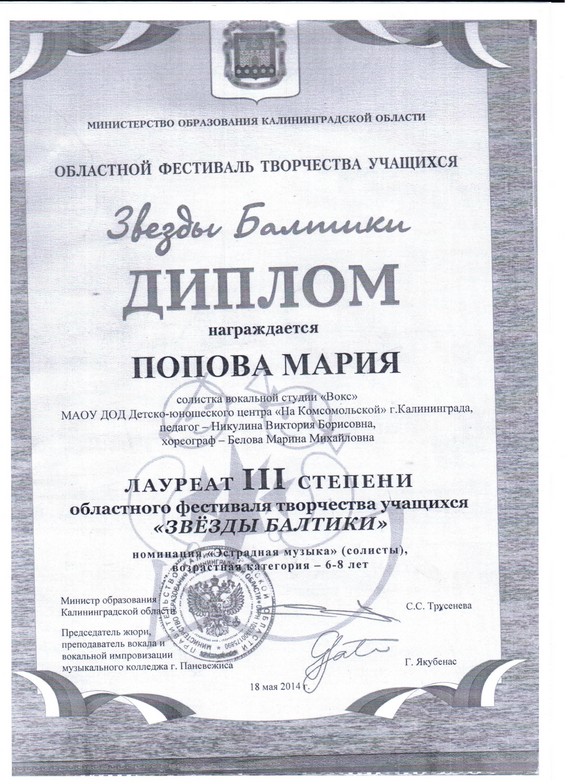 МИНИСТЕРСТВО ОБРАЗОВАНИЯ КАЛИНИНГРАДСКОЙ ОБЛАСТИ
ОБЛАСТНОЙ ФЕСТИВАЛЬ ТВОРЧЕСТВА УЧАЩИХСЯ
Звезды Балтики
ДИПЛОМ
награждается
ПОПОВА МАРИЯ
солистка вокальной студии «Вокс»
МАОУ ДОД Детско-юношеского центра «На Комсомольской» г.Калининграда,
педагог – Никулина Виктория Борисовна,
хореограф – Белова Марина Михайловна
ЛАУРЕАТ III СТЕПЕНИ
областного фестиваля творчества учащихся
«ЗВЁЗДЫ БАЛТИКИ»
номинация «Эстрадная музыка» (солисты),
возрастная категория – 6-8 лет
Министр образования
Калининградской области
С.С. Трусенева
Председатель жюри,
преподаватель вокала и
вокальной импровизации
музыкального колледжа г. Паневежиса
Г. Якубенас
18 мая 2014 г.